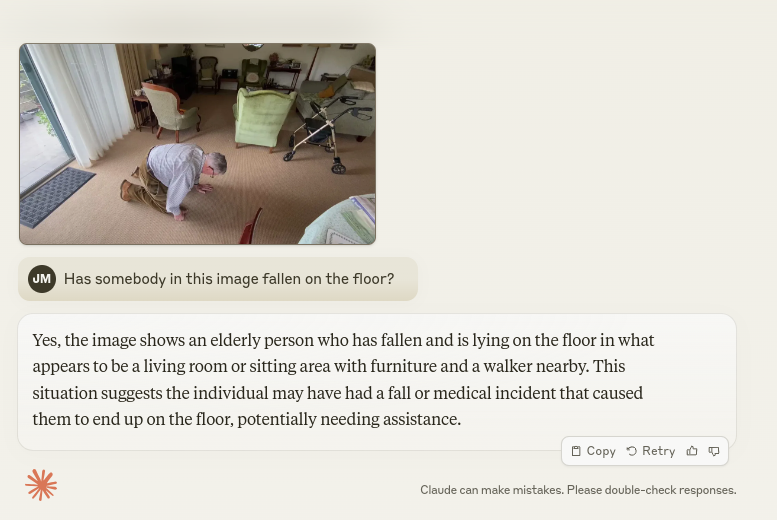 JM Has somebody in this image fallen on the floor?
Yes, the image shows an elderly person who has fallen and is lying on the floor in what
appears to be a living room or sitting area with furniture and a walker nearby. This
situation suggests the individual may have had a fall or medical incident that caused
them to end up on the floor, potentially needing assistance.
Copy Retry
Claude can make mistakes. Please double-check responses.